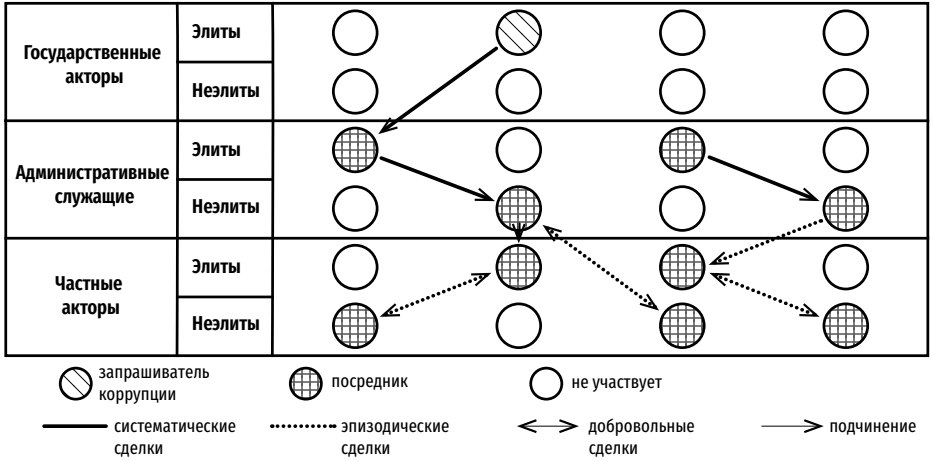 Государственные
акторы
Элиты
Неэлиты
Административные
служащие
Элиты
Неэлиты
Частные
акторы
Элиты
Неэлиты
запрашиватель
коррупции
посредник
не участвует
систематические
сделки
эпизодические
сделки
добровольные
сделки
подчинение